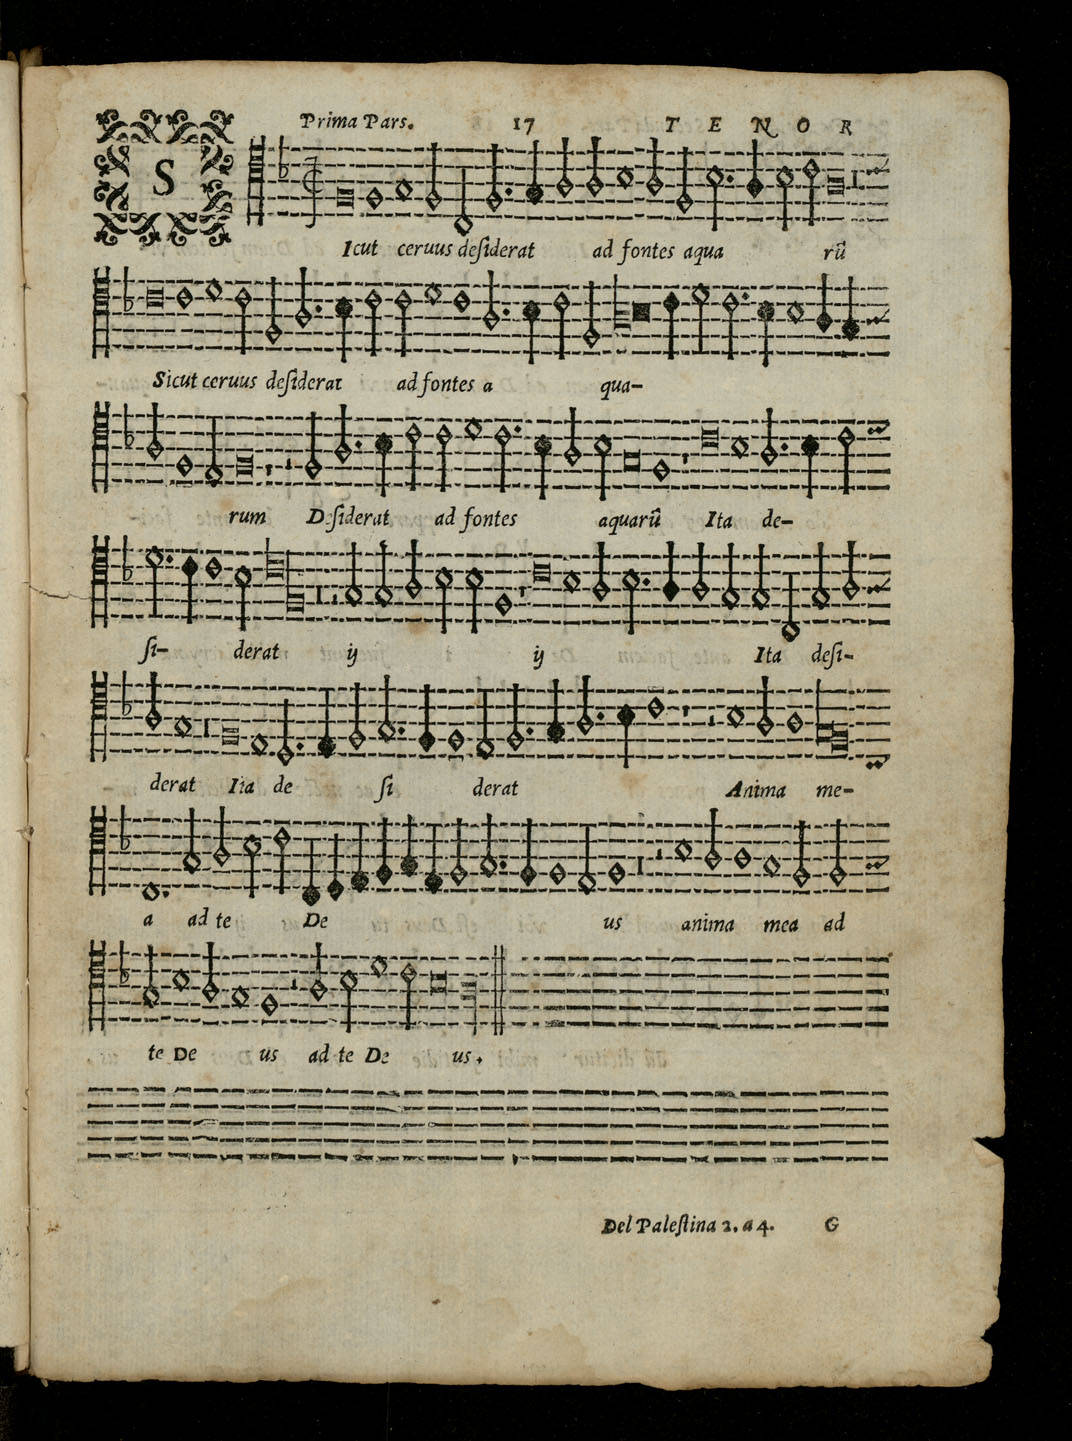 Prima Pars. 17 TENOR
S
Icut ceruus deſiderat ad fontes aqua rũ
Sicut ceruus deſiderat ad fontes a qua-
rum Deſiderat ad fontes aquarũ Ita de-
ſi- derat ij ij Ita deſi-
derat Ita de ſi derat Anima me-
a ad te De us anima mea ad
te De us ad te De us.
Del Paleſtina 2. a 4. G